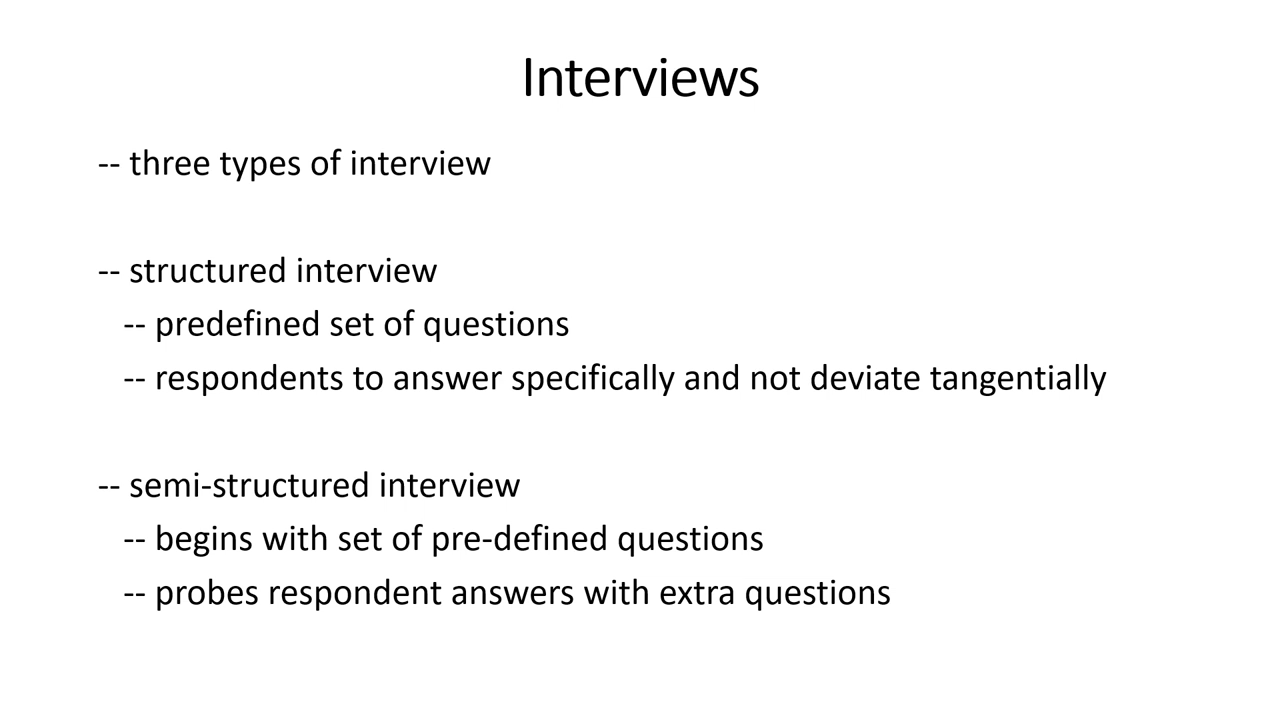 Interviews
-- three types of interview
-- structured interview
-- predefined set of questions
-- respondents to answer specifically and not deviate tangentially
-- semi-structured interview
-- begins with set of pre-defined questions
-- probes respondent answers with extra questions